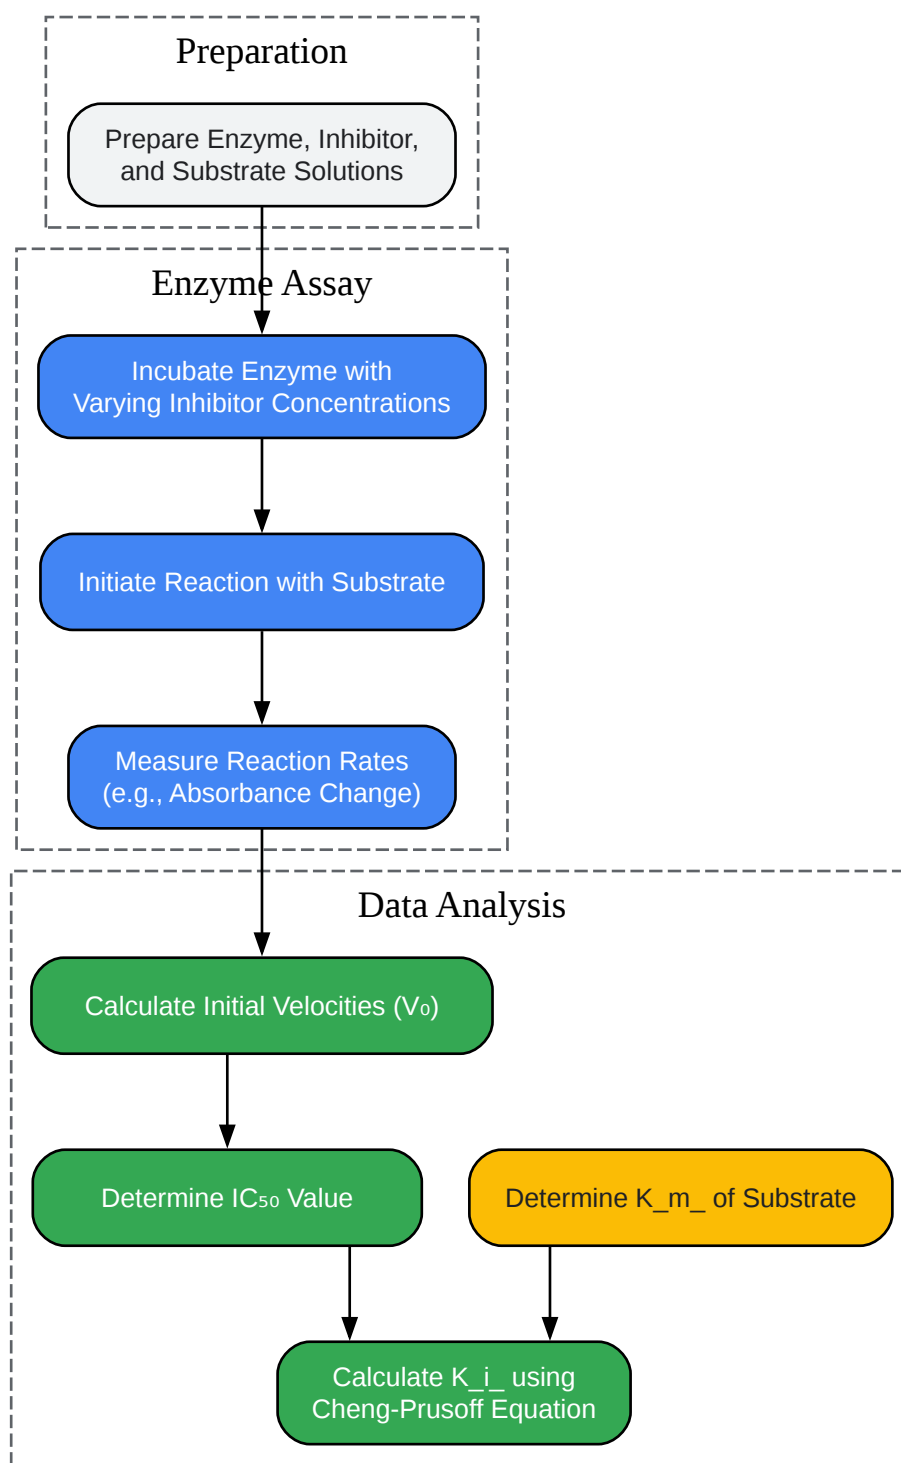 Preparation
Prepare Enzyme, Inhibitor,
and Substrate Solutions
Enzyme Assay
Incubate Enzyme with
Varying Inhibitor Concentrations
Initiate Reaction with Substrate
Measure Reaction Rates
(e.g., Absorbance Change)
Data Analysis
Calculate Initial Velocities (V₀)
Determine IC₅₀ Value
Determine K_m_ of Substrate
Calculate K_i_ using
Cheng-Prusoff Equation